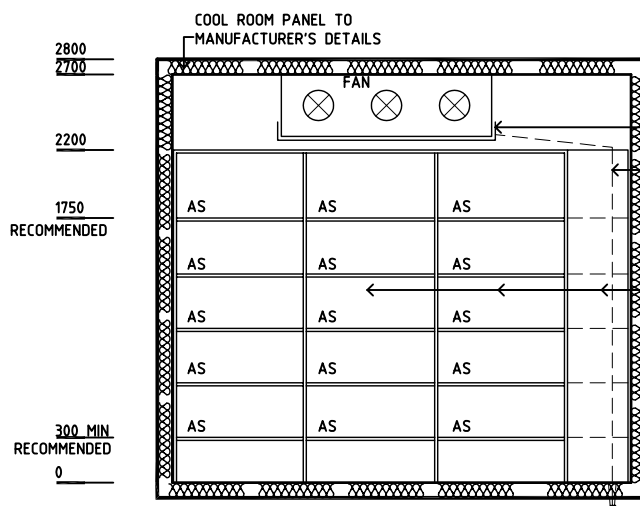 COOL ROOM PANEL TO
MANUFACTURER'S DETAILS
2800
2700
FAN
2200
1750
RECOMMENDED
AS AS AS
AS AS AS
AS AS AS
AS AS AS
AS AS AS
300 MIN
RECOMMENDED
0